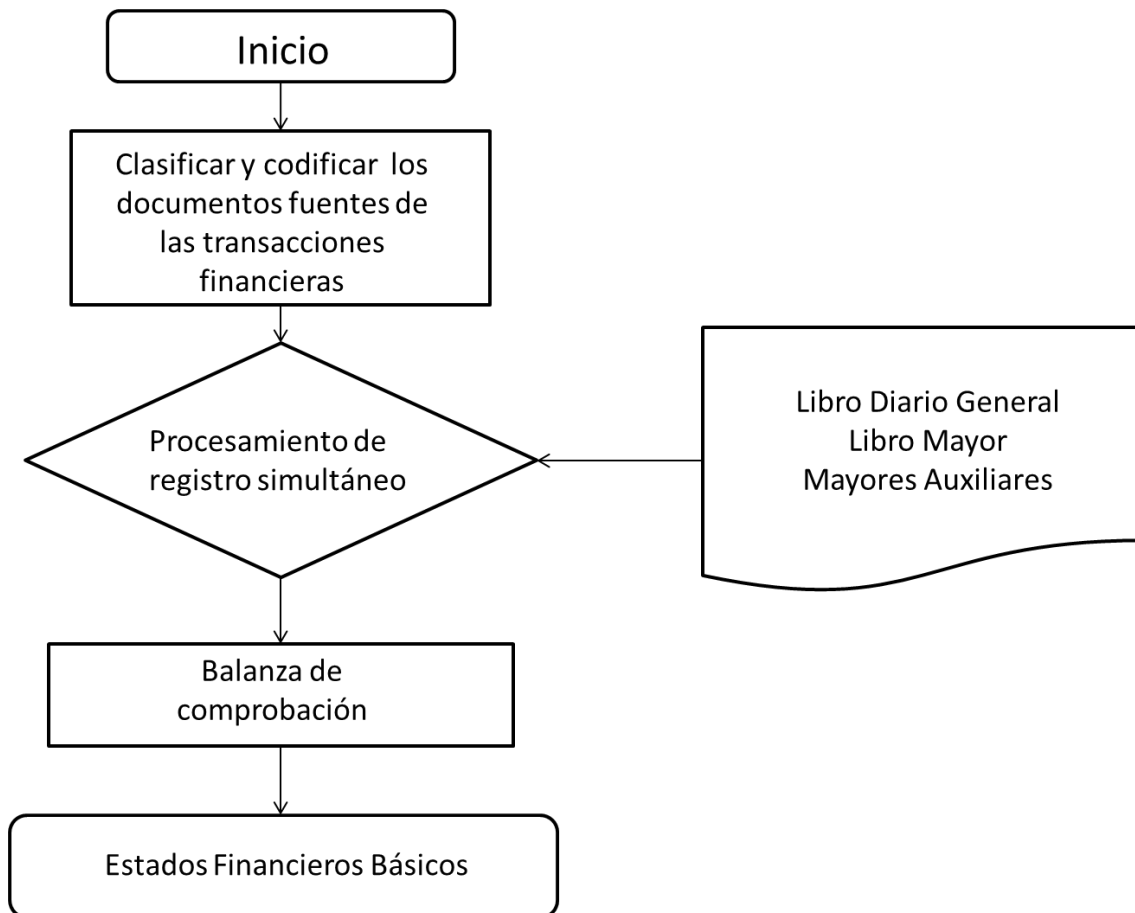 Inicio
Clasificar y codificar los
documentos fuentes de
las transacciones
financieras
Procesamiento de
registro simultáneo
Libro Diario General
Libro Mayor
Mayores Auxiliares
Balanza de
comprobación
Estados Financieros Básicos